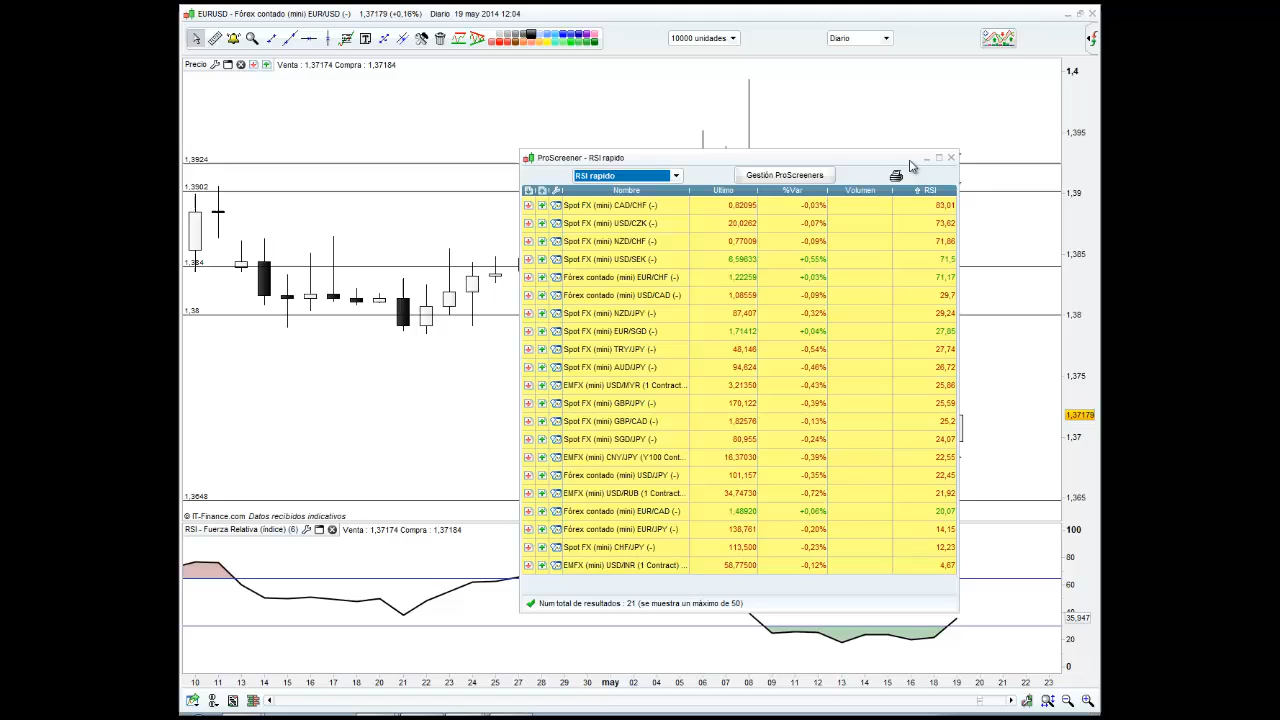 EURUSD - Fórex contado (mini) EUR/USD (-) 1,37179 (+0,16%) Diario 19 may 2014 12:04
10000 unidades Diario
Precio Venta : 1,37174 Compra : 1,37184
1,4
1,395
1,39
1,385
1,38
1,375
1,37179
1,37
1,365
1,3924
1,3902
1,384
1,38
1,3648
ProScreener - RSI rapido
RSI rapido Gestión ProScreeners
Nombre Ultimo %Var Volumen RSI
Spot FX (mini) CAD/CHF (-) 0,82095 -0,03% 83,01
Spot FX (mini) USD/CZK (-) 20,0262 -0,07% 73,62
Spot FX (mini) NZD/CHF (-) 0,77009 -0,09% 71,86
Spot FX (mini) USD/SEK (-) 6,59633 +0,55% 71,5
Fórex contado (mini) EUR/CHF (-) 1,22259 +0,03% 71,17
Fórex contado (mini) USD/CAD (-) 1,08559 -0,09% 29,7
Spot FX (mini) NZD/JPY (-) 87,407 -0,32% 29,24
Spot FX (mini) EUR/SGD (-) 1,71412 +0,04% 27,85
Spot FX (mini) TRY/JPY (-) 48,146 -0,54% 27,74
Spot FX (mini) AUD/JPY (-) 94,624 -0,46% 26,72
EMFX (mini) USD/MYR (1 Contract... 3,21350 -0,43% 25,86
Spot FX (mini) GBP/JPY (-) 170,122 -0,39% 25,59
Spot FX (mini) GBP/CAD (-) 1,82576 -0,13% 25,2
Spot FX (mini) SGD/JPY (-) 80,955 -0,24% 24,07
EMFX (mini) CNY/JPY (Y100 Cont... 16,37030 -0,39% 22,55
Fórex contado (mini) USD/JPY (-) 101,157 -0,35% 22,45
EMFX (mini) USD/RUB (1 Contract... 34,74730 -0,72% 21,92
Fórex contado (mini) EUR/CAD (-) 1,48920 +0,06% 20,07
Fórex contado (mini) EUR/JPY (-) 138,761 -0,20% 14,15
Spot FX (mini) CHF/JPY (-) 113,500 -0,23% 12,23
EMFX (mini) USD/INR (1 Contract) ... 58,77500 -0,12% 4,67
Num total de resultados : 21 (se muestra un máximo de 50)
© IT-Finance.com Datos recibidos indicativos
RSI - Fuerza Relativa (índice) (6) Venta : 1,37174 Compra : 1,37184
100
80
60
40
35,947
20
0
10 11 13 14 15 16 17 18 20 21 22 23 24 25 27 28 29 30 may 02 04 05 06 07 08 09 11 12 13 14 15 16 18 19 20 21 22 23